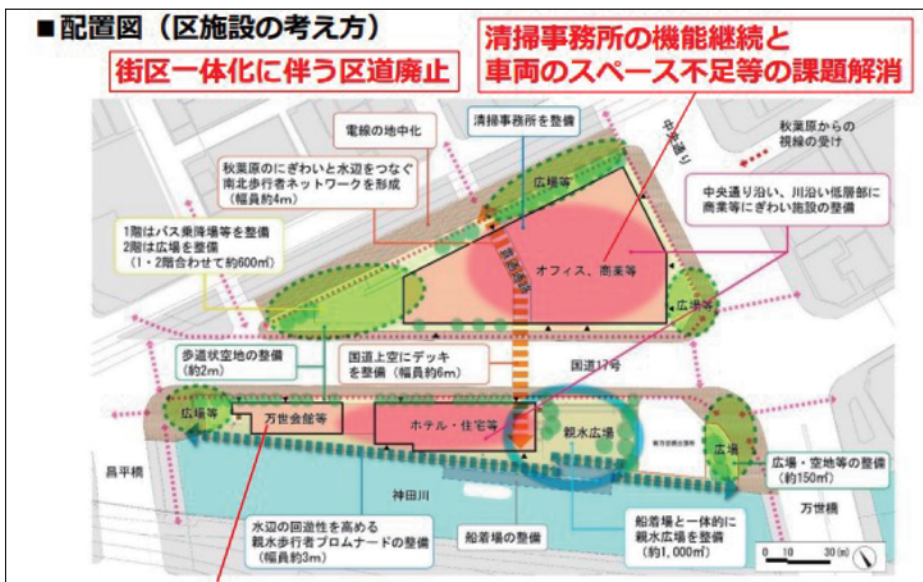 ■配置図（区施設の考え方）
街区一体化に伴う区道廃止
清掃事務所の機能継続と
車両のスペース不足等の課題解消
電線の地中化
清掃事務所を整備
中央通り
秋葉原からの
視線の受け
秋葉原のにぎわいと水辺をつなぐ
南北歩行者ネットワークを形成
（幅員約4m）
広場等
中央通り沿い、川沿い低層部に
商業等にぎわい施設の整備
1階はバス乗降場等を整備
2階は広場を整備
（1・2階合わせて約600㎡）
貫通通路
オフィス、商業等
広場等
歩道状空地の整備
（約2m）
国道上空にデッキ
を整備（幅員約6m）
国道17号
広場等
万世会館等
ホテル・住宅等
親水広場
広場
昌平橋
神田川
広場・空地等の整備
（約150㎡）
万世橋
水辺の回遊性を高める
親水歩行者プロムナードの整備
（幅員約3m）
船着場の整備
船着場と一体的に
親水広場を整備
（約1,000㎡）
0 10 30(m)